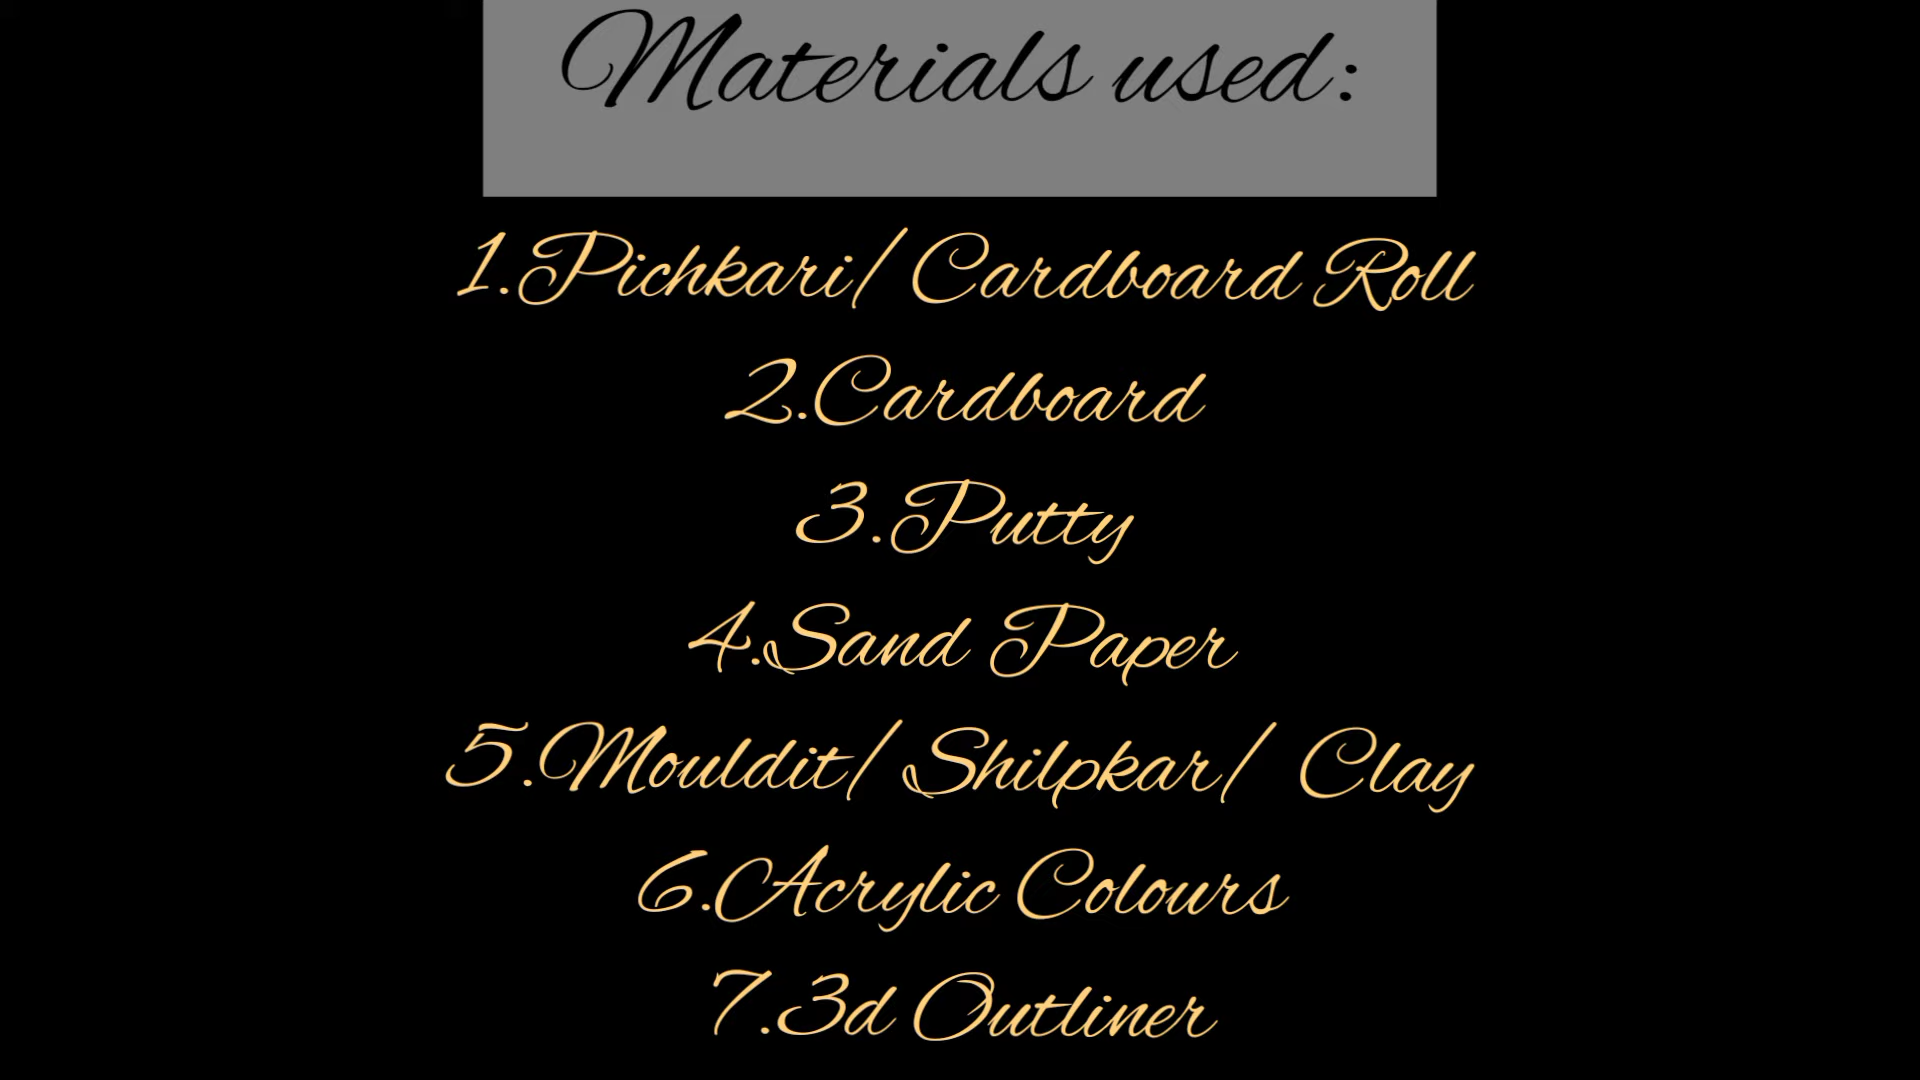 Materials used:
1.Pichkari/ Cardboard Roll
2.Cardboard
3.Putty
4.Sand Paper
5.Mouldit/ Shilpkar/ Clay
6.Acrylic Colours
7.3d Outliner